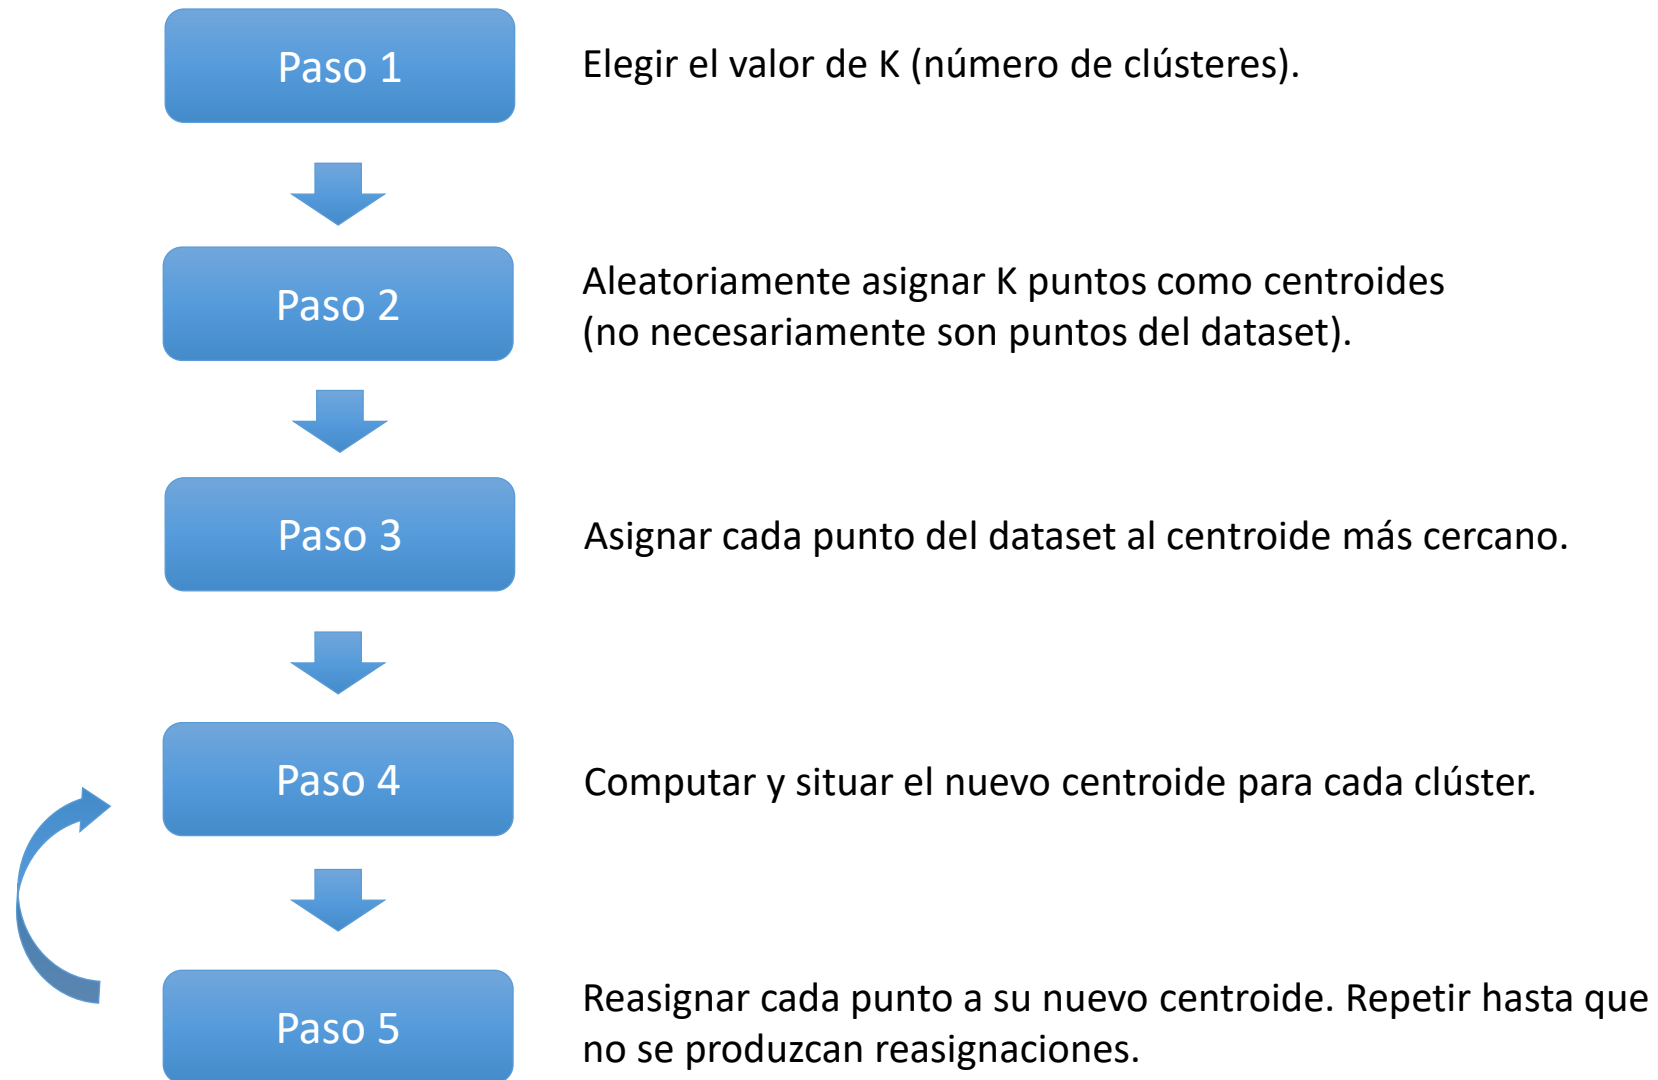 Paso 1
Elegir el valor de K (número de clústeres).
Paso 2
Aleatoriamente asignar K puntos como centroides
(no necesariamente son puntos del dataset).
Paso 3
Asignar cada punto del dataset al centroide más cercano.
Paso 4
Computar y situar el nuevo centroide para cada clúster.
Paso 5
Reasignar cada punto a su nuevo centroide. Repetir hasta que
no se produzcan reasignaciones.